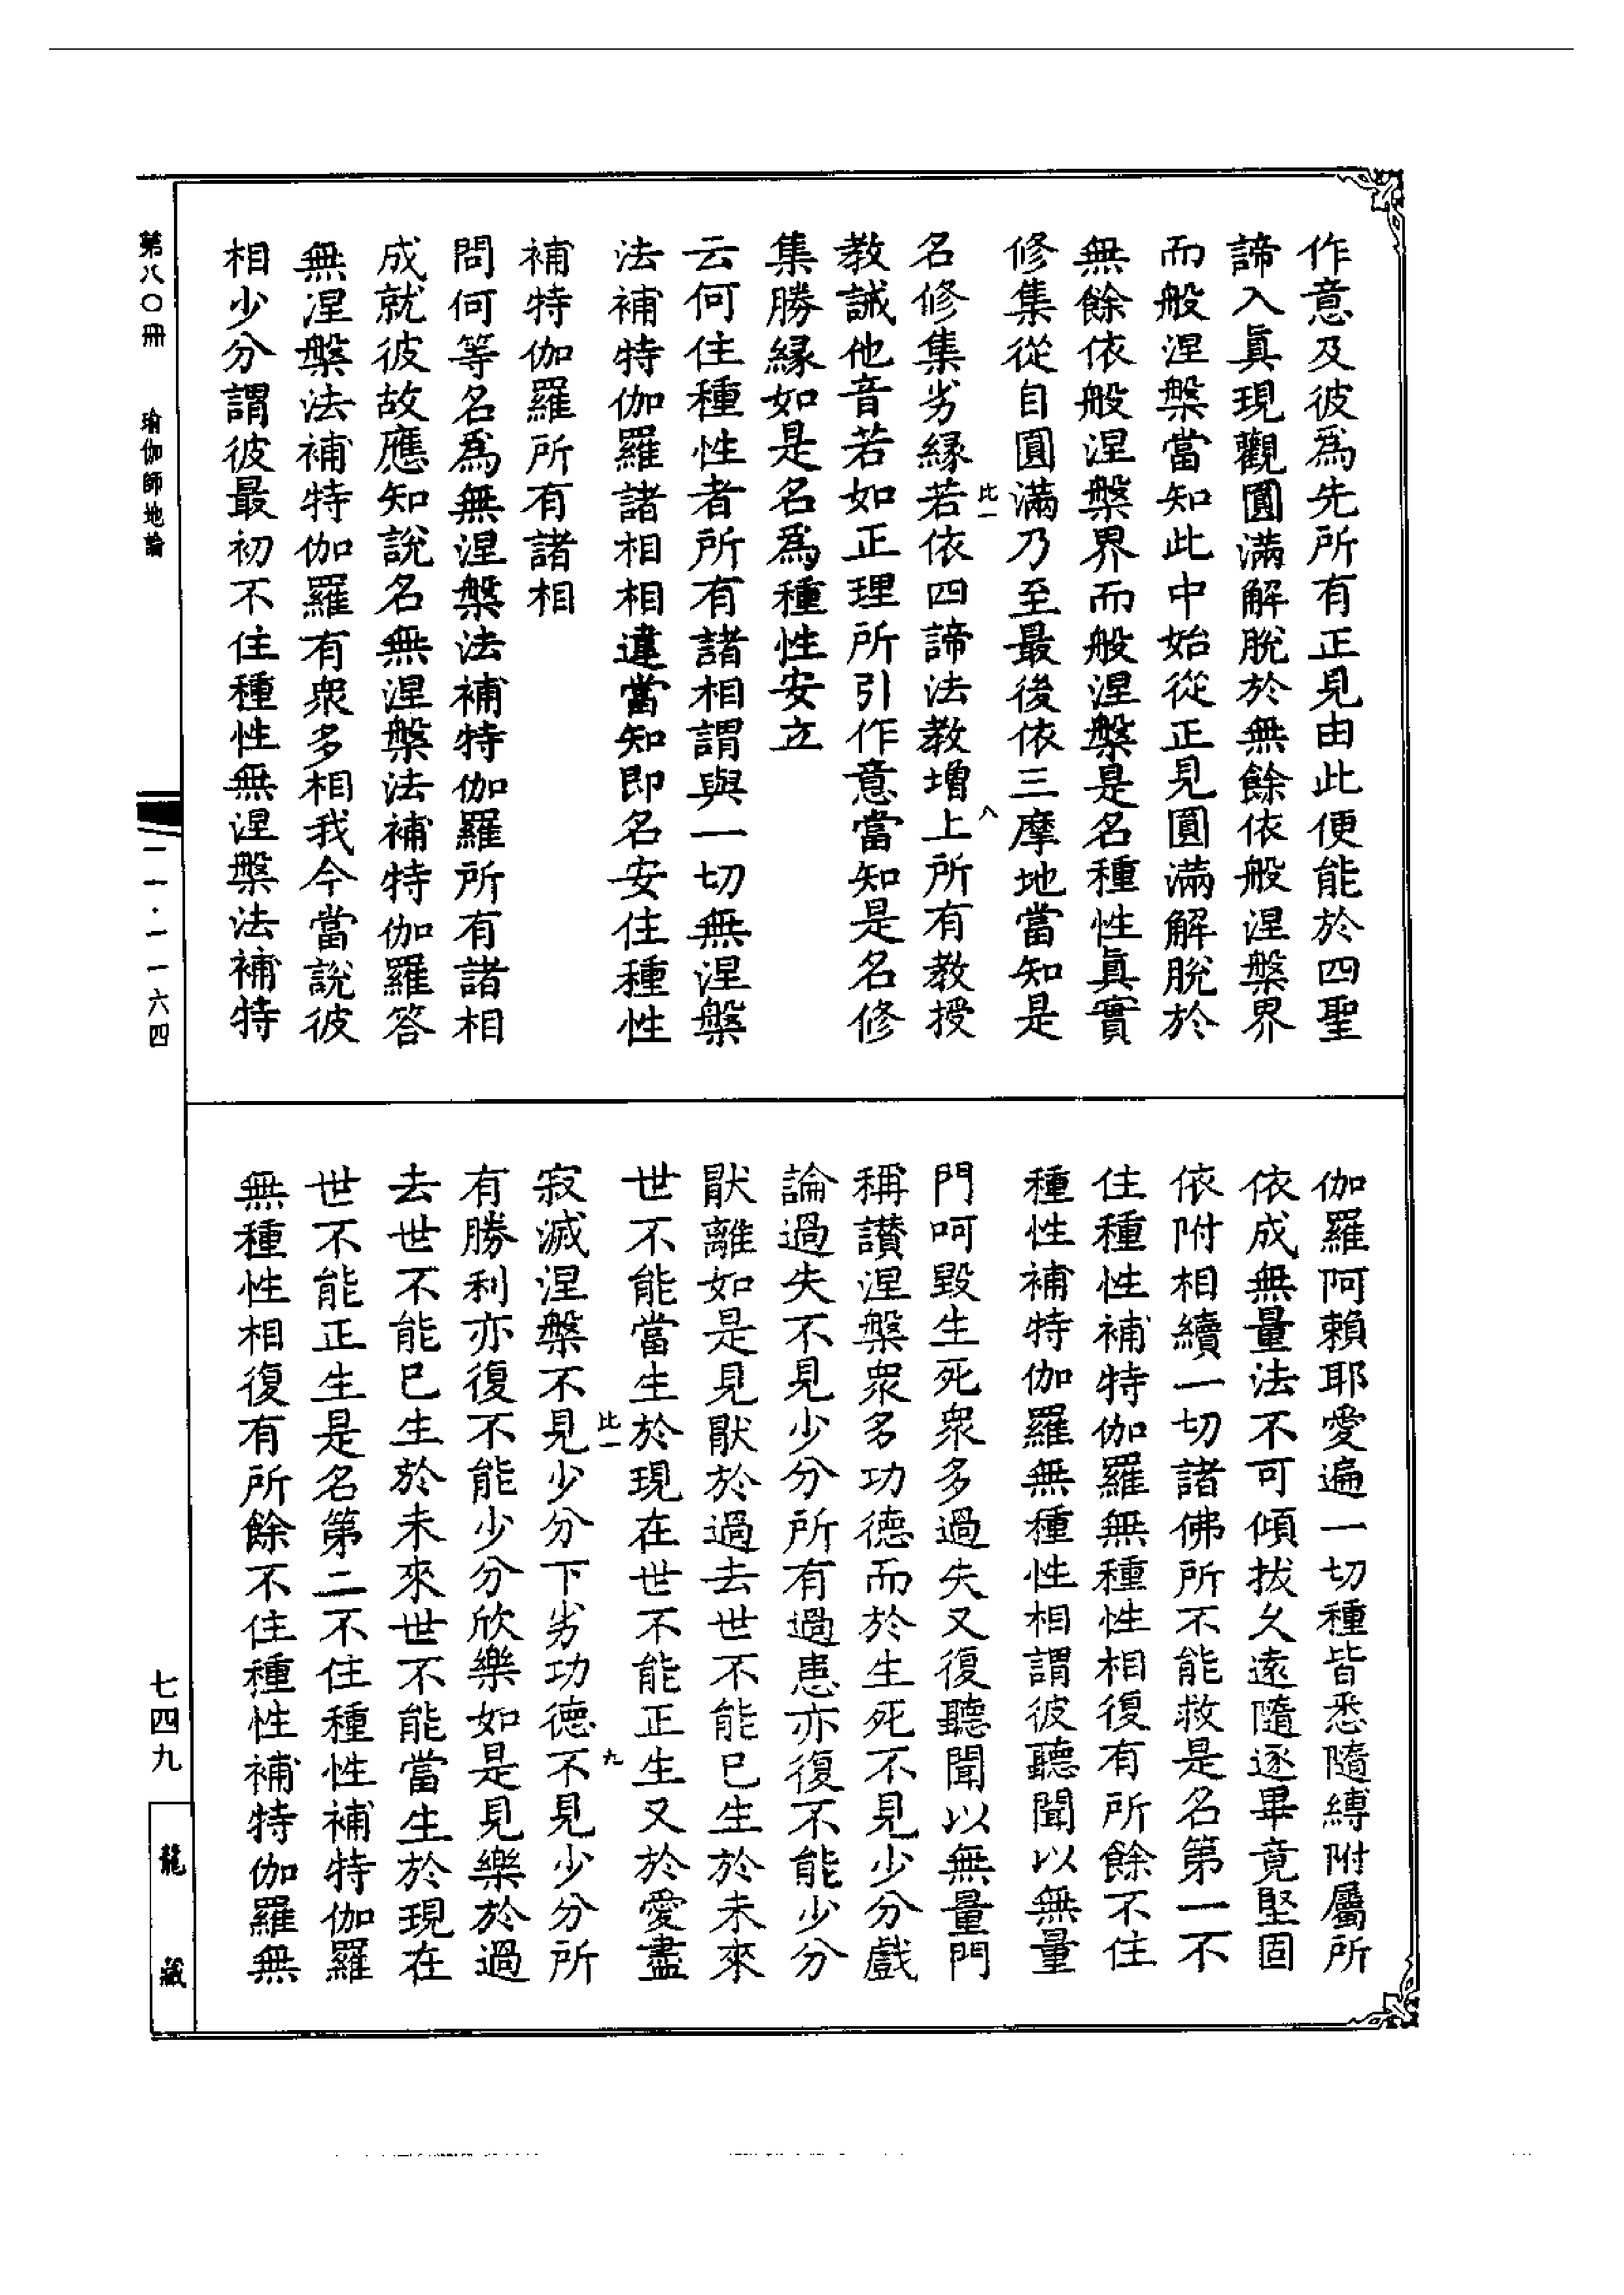 作意及彼爲先所有正見由此便能於四聖
諦入眞現觀圓滿解脫於無餘依般涅槃界
而般涅槃當知此中始從正見圓滿解脫於
無餘依般涅槃界而般涅槃是名種性眞實
修集從自圓滿乃至最後依三摩地當知是
比一 八
名修集劣緣若依四諦法教增上所有教授
教誡他音若如正理所引作意當知是名修
集勝緣如是名爲種性安立
云何住種性者所有諸相謂與一切無涅槃
法補特伽羅諸相相違當知即名安住種性
補特伽羅所有諸相
問何等名爲無涅槃法補特伽羅所有諸相
成就彼故應知說名無涅槃法補特伽羅答
無涅槃法補特伽羅有衆多相我今當說彼
相少分謂彼最初不住種性無涅槃法補特
伽羅阿賴耶愛遍一切種皆悉隨縛附屬所
依成無量法不可傾拔久遠隨逐畢竟堅固
依附相續一切諸佛所不能救是名第一不
住種性補特伽羅無種性相復有所餘不住
種性補特伽羅無種性相謂彼聽聞以無量
門呵毀生死衆多過失又復聽聞以無量門
稱讚涅槃衆多功德而於生死不見少分戲
論過失不見少分所有過患亦復不能少分
猒離如是見猒於過去世不能已生於未來
世不能當生於現在世不能正生又於愛盡
比一 九
寂滅涅槃不見少分下劣功德不見少分所
有勝利亦復不能少分欣樂如是見樂於過
去世不能已生於未來世不能當生於現在
世不能正生是名第二不住種性補特伽羅
無種性相復有所餘不住種性補特伽羅無
第八〇冊 瑜伽師地論
一一·一一六四
七四九
龍藏